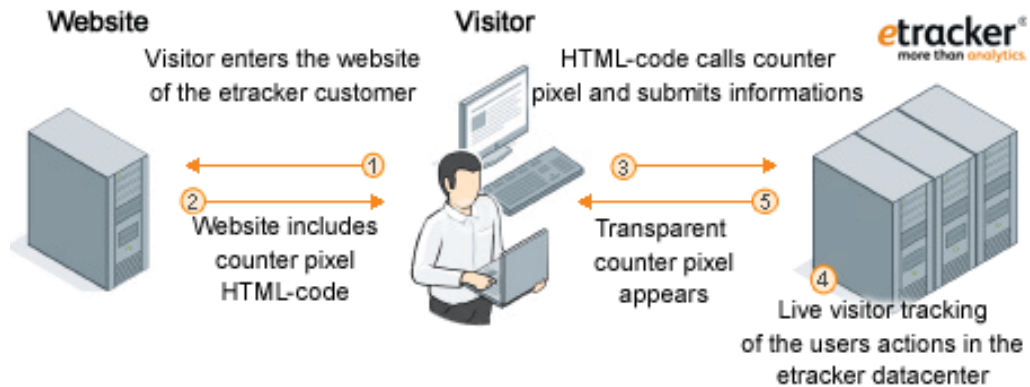 Website
Visitor
etracker®
more than analytics
Visitor enters the website
of the etracker customer
HTML-code calls counter
pixel and submits informations
1
3
2
5
Website includes
counter pixel
HTML-code
Transparent
counter pixel
appears
4
Live visitor tracking
of the users actions in the
etracker datacenter